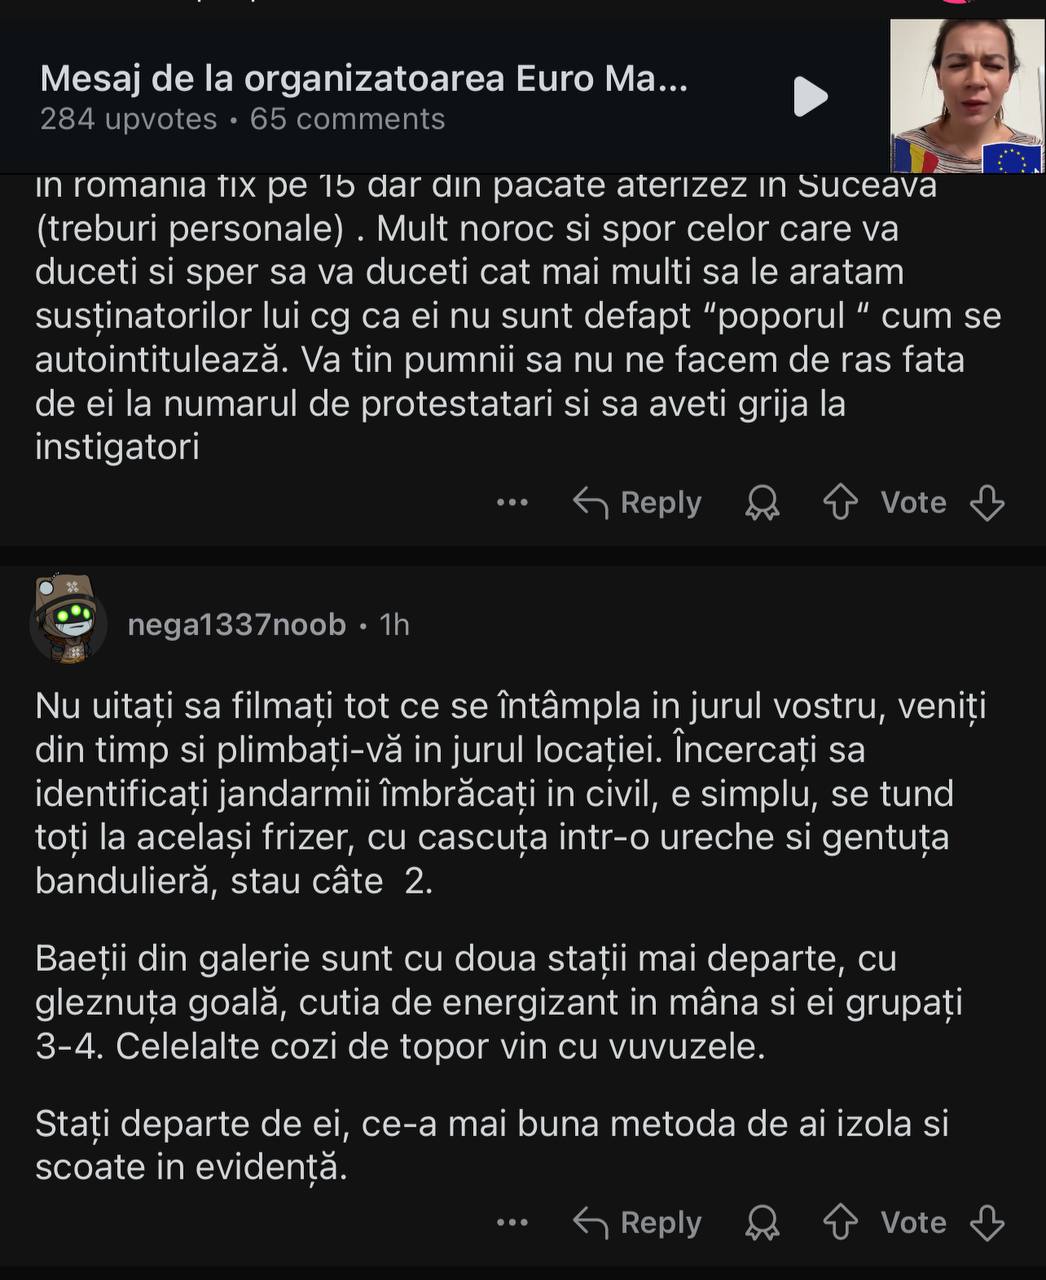 Mesaj de la organizatoarea Euro Ma...
284 upvotes • 65 comments
in romania fix pe 15 dar din pacate aterizez in Suceava
(treburi personale) . Mult noroc si spor celor care va
duceti si sper sa va duceti cat mai multi sa le aratam
susținatorilor lui cg ca ei nu sunt defapt “poporul “ cum se
autointitulează. Va tin pumnii sa nu ne facem de ras fata
de ei la numarul de protestatari si sa aveti grija la
instigatori
... Reply Vote
nega1337noob • 1h
Nu uitați sa filmați tot ce se întâmpla in jurul vostru, veniți
din timp si plimbați-vă in jurul locației. Încercați sa
identificați jandarmii îmbrăcați in civil, e simplu, se tund
toți la același frizer, cu cascuța intr-o ureche si gentuța
bandulieră, stau câte  2.
Baeții din galerie sunt cu doua stații mai departe, cu
gleznuța goală, cutia de energizant in mâna si ei grupați
3-4. Celelalte cozi de topor vin cu vuvuzele.
Stați departe de ei, ce-a mai buna metoda de ai izola si
scoate in evidență.
... Reply Vote